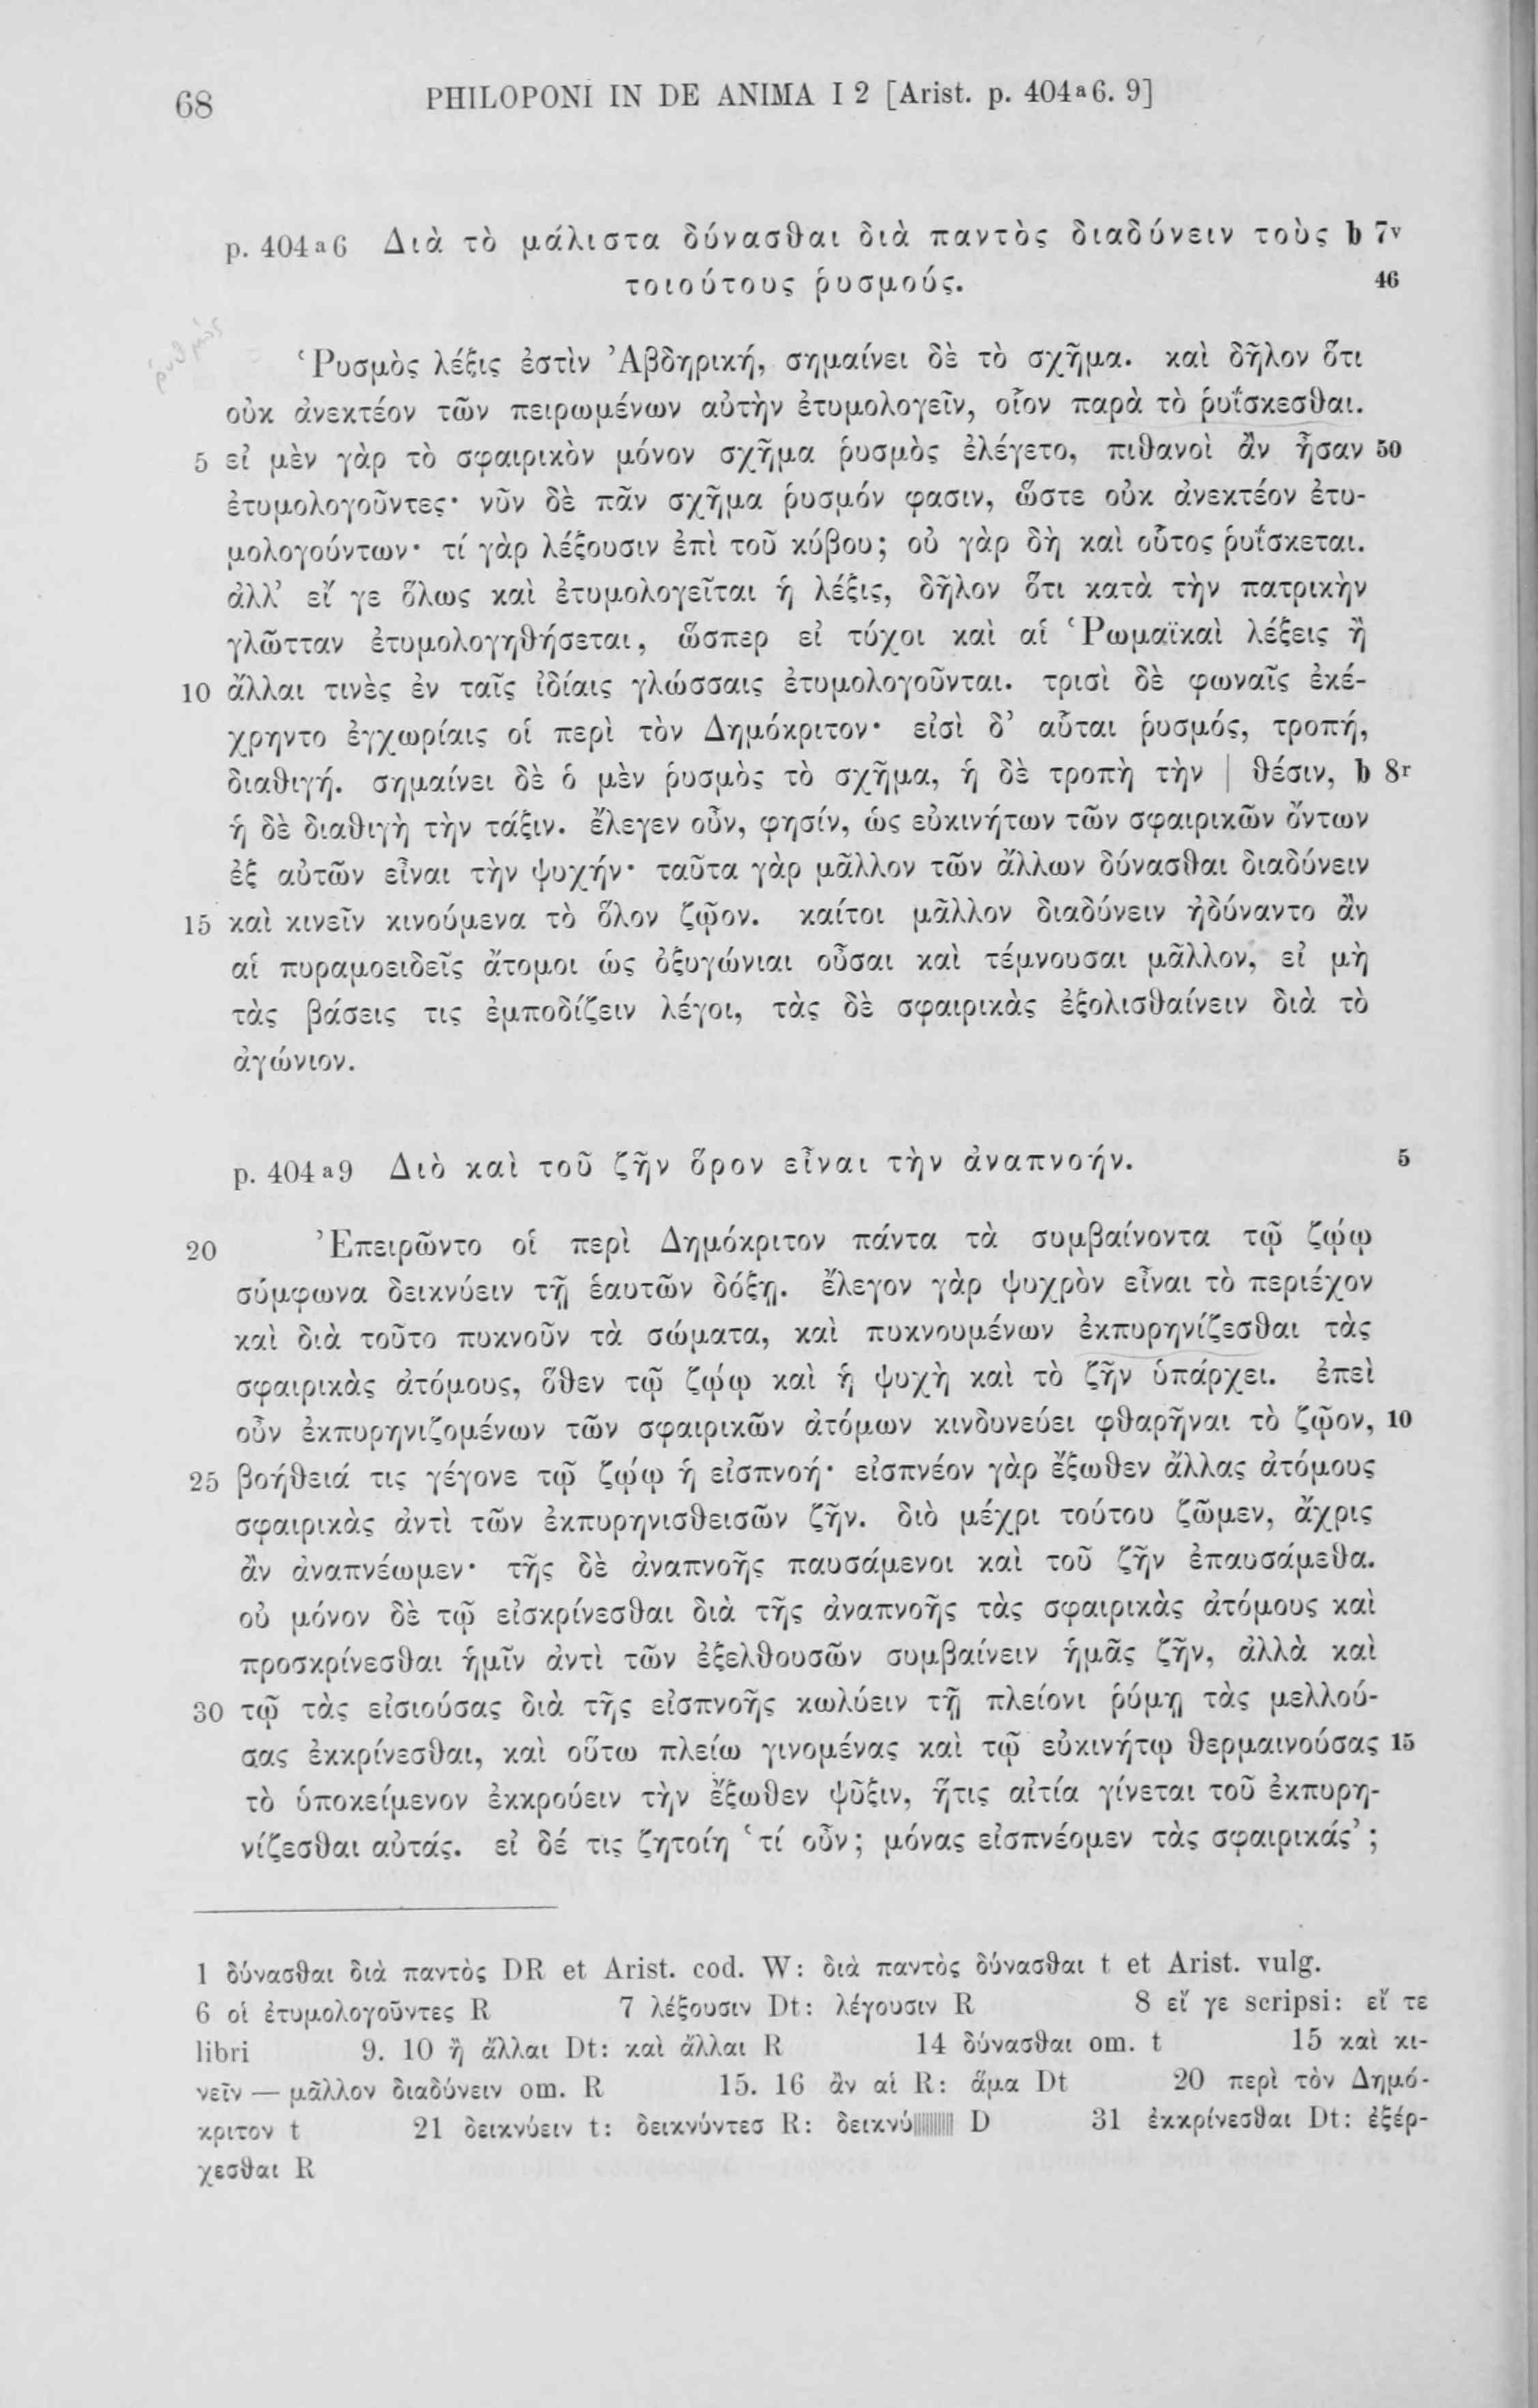 68
PHILOPONI IN DE ANIMA I 2 [Arist. p. 404ª6. 9]
p. 404ª6 Διὰ τὸ μάλιστα δύνασθαι διὰ παντὸς διαδύνειν τοὺς b 7v
τοιούτους ῥυσμούς. 46
ῥυθμὸς
Ῥυσμὸς λέξις ἐστὶν Ἀβδηρική, σημαίνει δὲ τὸ σχῆμα. καὶ δῆλον ὅτι
οὐκ ἀνεκτέον τῶν πειρωμένων αὐτὴν ἐτυμολογεῖν, οἷον παρὰ τὸ ῥυΐσκεσθαι.
5 εἰ μὲν γὰρ τὸ σφαιρικὸν μόνον σχῆμα ῥυσμὸς ἐλέγετο, πιθανοὶ ἂν ἦσαν 50
ἐτυμολογοῦντες· νῦν δὲ πᾶν σχῆμα ῥυσμόν φασιν, ὥστε οὐκ ἀνεκτέον ἐτυ-
μολογούντων· τί γὰρ λέξουσιν ἐπὶ τοῦ κύβου; οὐ γὰρ δὴ καὶ οὗτος ῥυΐσκεται.
ἀλλ’ εἴ γε ὅλως καὶ ἐτυμολογεῖται ἡ λέξις, δῆλον ὅτι κατὰ τὴν πατρικὴν
γλῶτταν ἐτυμολογηθήσεται, ὥσπερ εἰ τύχοι καὶ αἱ Ῥωμαϊκαὶ λέξεις ἢ
10 ἄλλαι τινὲς ἐν ταῖς ἰδίαις γλώσσαις ἐτυμολογοῦνται. τρισὶ δὲ φωναῖς ἐκέ-
χρηντο ἐγχωρίαις οἱ περὶ τὸν Δημόκριτον· εἰσὶ δ’ αὗται ῥυσμός, τροπή,
διαθιγή. σημαίνει δὲ ὁ μὲν ῥυσμὸς τὸ σχῆμα, ἡ δὲ τροπὴ τὴν | θέσιν, b 8r
ἡ δὲ διαθιγὴ τὴν τάξιν. ἔλεγεν οὖν, φησίν, ὡς εὐκινήτων τῶν σφαιρικῶν ὄντων
ἐξ αὐτῶν εἶναι τὴν ψυχήν· ταῦτα γὰρ μᾶλλον τῶν ἄλλων δύνασθαι διαδύνειν
15 καὶ κινεῖν κινούμενα τὸ ὅλον ζῷον. καίτοι μᾶλλον διαδύνειν ἠδύναντο ἂν
αἱ πυραμοειδεῖς ἄτομοι ὡς ὀξυγώνιαι οὖσαι καὶ τέμνουσαι μᾶλλον, εἰ μὴ
τὰς βάσεις τις ἐμποδίζειν λέγοι, τὰς δὲ σφαιρικὰς ἐξολισθαίνειν διὰ τὸ
ἀγώνιον.
p. 404ª9 Διὸ καὶ τοῦ ζῆν ὅρον εἶναι τὴν ἀναπνοήν. 5
20 Ἐπειρῶντο οἱ περὶ Δημόκριτον πάντα τὰ συμβαίνοντα τῷ ζῴῳ
σύμφωνα δεικνύειν τῇ ἑαυτῶν δόξῃ. ἔλεγον γὰρ ψυχρὸν εἶναι τὸ περιέχον
καὶ διὰ τοῦτο πυκνοῦν τὰ σώματα, καὶ πυκνουμένων ἐκπυρηνίζεσθαι τὰς
σφαιρικὰς ἀτόμους, ὅθεν τῷ ζῴῳ καὶ ἡ ψυχὴ καὶ τὸ ζῆν ὑπάρχει. ἐπεὶ
οὖν ἐκπυρηνιζομένων τῶν σφαιρικῶν ἀτόμων κινδυνεύει φθαρῆναι τὸ ζῷον, 10
25 βοήθειά τις γέγονε τῷ ζῴῳ ἡ εἰσπνοή· εἰσπνέον γὰρ ἔξωθεν ἄλλας ἀτόμους
σφαιρικὰς ἀντὶ τῶν ἐκπυρηνισθεισῶν ζῆν. διὸ μέχρι τούτου ζῶμεν, ἄχρις
ἂν ἀναπνέωμεν· τῆς δὲ ἀναπνοῆς παυσάμενοι καὶ τοῦ ζῆν ἐπαυσάμεθα.
οὐ μόνον δὲ τῷ εἰσκρίνεσθαι διὰ τῆς ἀναπνοῆς τὰς σφαιρικὰς ἀτόμους καὶ
προσκρίνεσθαι ἡμῖν ἀντὶ τῶν ἐξελθουσῶν συμβαίνειν ἡμᾶς ζῆν, ἀλλὰ καὶ
30 τῷ τὰς εἰσιούσας διὰ τῆς εἰσπνοῆς κωλύειν τῇ πλείονι ῥύμῃ τὰς μελλού-
σας ἐκκρίνεσθαι, καὶ οὕτω πλείω γινομένας καὶ τῷ εὐκινήτῳ θερμαινούσας 15
τὸ ὑποκείμενον ἐκκρούειν τὴν ἔξωθεν ψῦξιν, ἥτις αἰτία γίνεται τοῦ ἐκπυρη-
νίζεσθαι αὐτάς. εἰ δέ τις ζητοίη ‘τί οὖν; μόνας εἰσπνέομεν τὰς σφαιρικάς’;
1 δύνασθαι διὰ παντὸς DR et Arist. cod. W: διὰ παντὸς δύνασθαι t et Arist. vulg.
6 οἱ ἐτυμολογοῦντες R 7 λέξουσιν Dt: λέγουσιν R 8 εἴ γε scripsi: εἴ τε
libri 9. 10 ἢ ἄλλαι Dt: καὶ ἄλλαι R 14 δύνασθαι om. t 15 καὶ κι-
νεῖν — μᾶλλον διαδύνειν om. R 15. 16 ἂν αἱ R: ἅμα Dt 20 περὶ τὸν Δημό-
κριτον t 21 δεικνύειν t: δεικνύντεσ R: δεικνύ||||||||| D 31 ἐκκρίνεσθαι Dt: ἐξέρ-
χεσθαι R